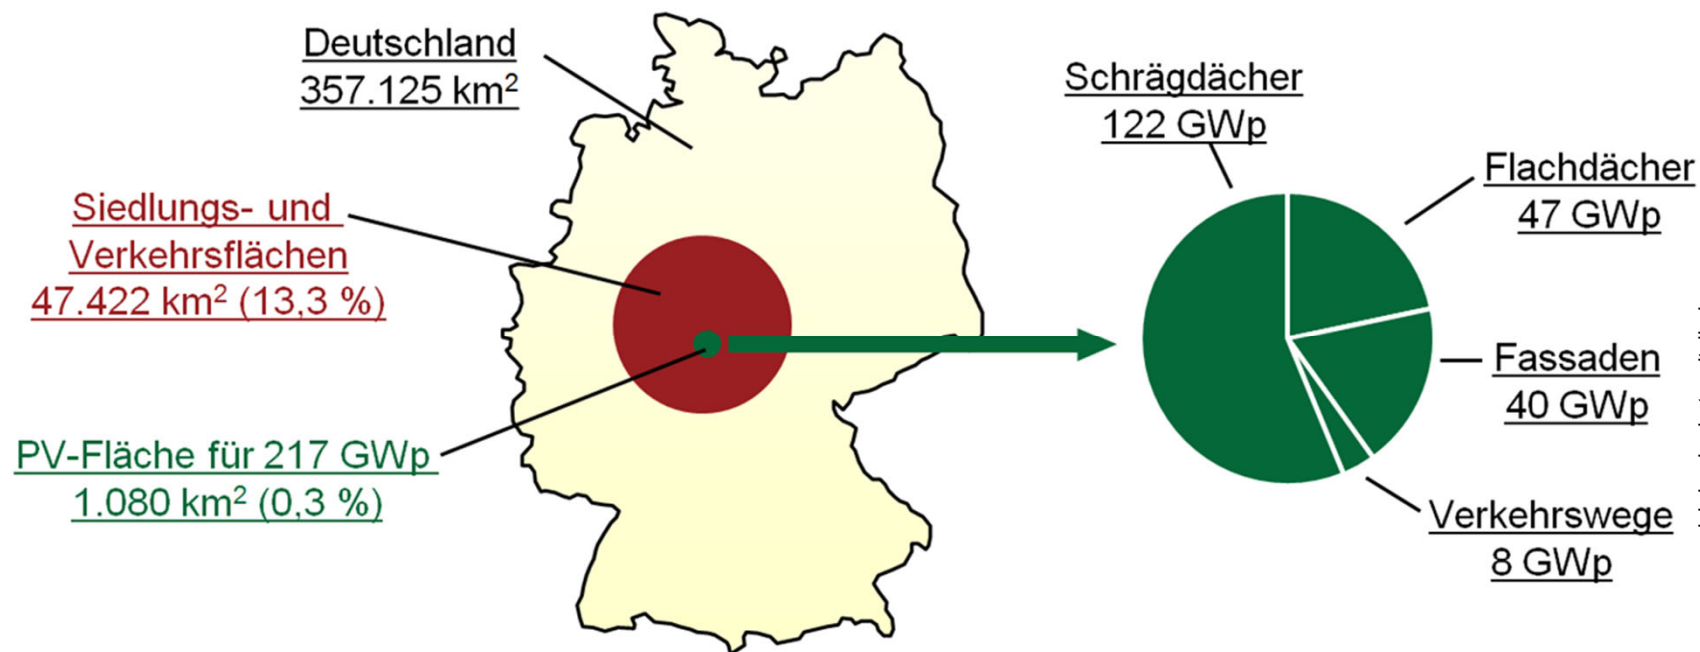 Deutschland
357.125 km²
Siedlungs- und
Verkehrsflächen
47.422 km² (13,3 %)
PV-Fläche für 217 GWp
1.080 km² (0,3 %)
Schrägdächer
122 GWp
Flachdächer
47 GWp
Fassaden
40 GWp
Verkehrswege
8 GWp